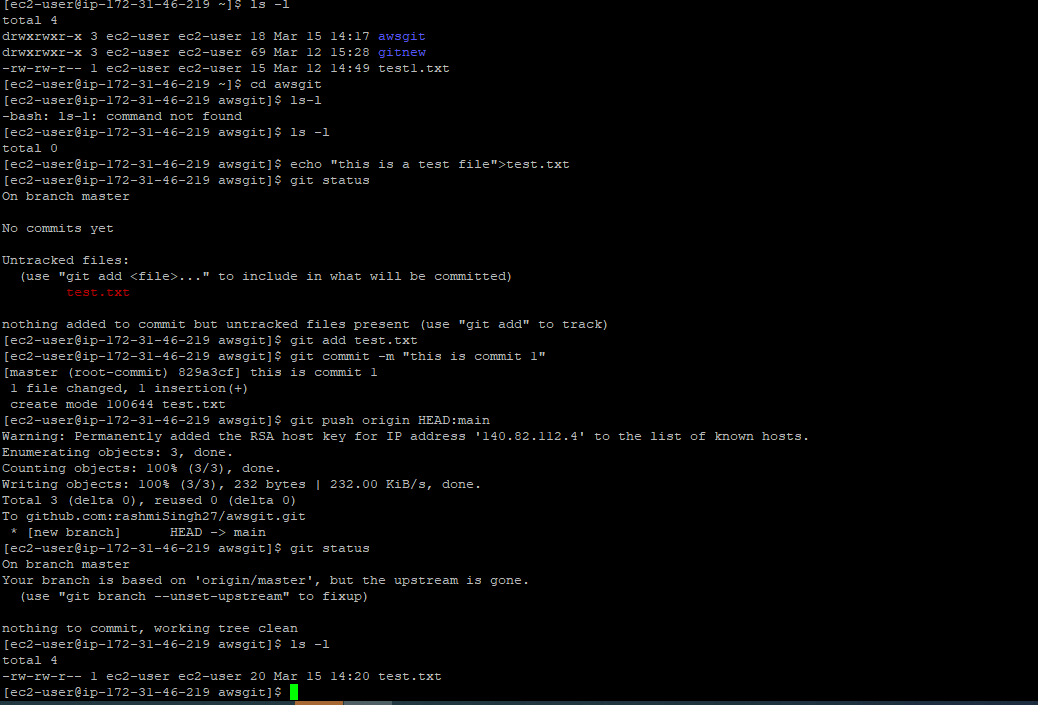 [ec2-user@ip-172-31-46-219 ~]$ ls -l
total 4
drwxrwxr-x 3 ec2-user ec2-user 18 Mar 15 14:17 awsgit
drwxrwxr-x 3 ec2-user ec2-user 69 Mar 12 15:28 gitnew
-rw-rw-r-- 1 ec2-user ec2-user 15 Mar 12 14:49 test1.txt
[ec2-user@ip-172-31-46-219 ~]$ cd awsgit
[ec2-user@ip-172-31-46-219 awsgit]$ ls-l
-bash: ls-l: command not found
[ec2-user@ip-172-31-46-219 awsgit]$ ls -l
total 0
[ec2-user@ip-172-31-46-219 awsgit]$ echo "this is a test file">test.txt
[ec2-user@ip-172-31-46-219 awsgit]$ git status
On branch master
No commits yet
Untracked files:
  (use "git add <file>..." to include in what will be committed)
        test.txt
nothing added to commit but untracked files present (use "git add" to track)
[ec2-user@ip-172-31-46-219 awsgit]$ git add test.txt
[ec2-user@ip-172-31-46-219 awsgit]$ git commit -m "this is commit 1"
[master (root-commit) 829a3cf] this is commit 1
 1 file changed, 1 insertion(+)
 create mode 100644 test.txt
[ec2-user@ip-172-31-46-219 awsgit]$ git push origin HEAD:main
Warning: Permanently added the RSA host key for IP address '140.82.112.4' to the list of known hosts.
Enumerating objects: 3, done.
Counting objects: 100% (3/3), done.
Writing objects: 100% (3/3), 232 bytes | 232.00 KiB/s, done.
Total 3 (delta 0), reused 0 (delta 0)
To github.com:rashmiSingh27/awsgit.git
 * [new branch]      HEAD -> main
[ec2-user@ip-172-31-46-219 awsgit]$ git status
On branch master
Your branch is based on 'origin/master', but the upstream is gone.
  (use "git branch --unset-upstream" to fixup)
nothing to commit, working tree clean
[ec2-user@ip-172-31-46-219 awsgit]$ ls -l
total 4
-rw-rw-r-- 1 ec2-user ec2-user 20 Mar 15 14:20 test.txt
[ec2-user@ip-172-31-46-219 awsgit]$